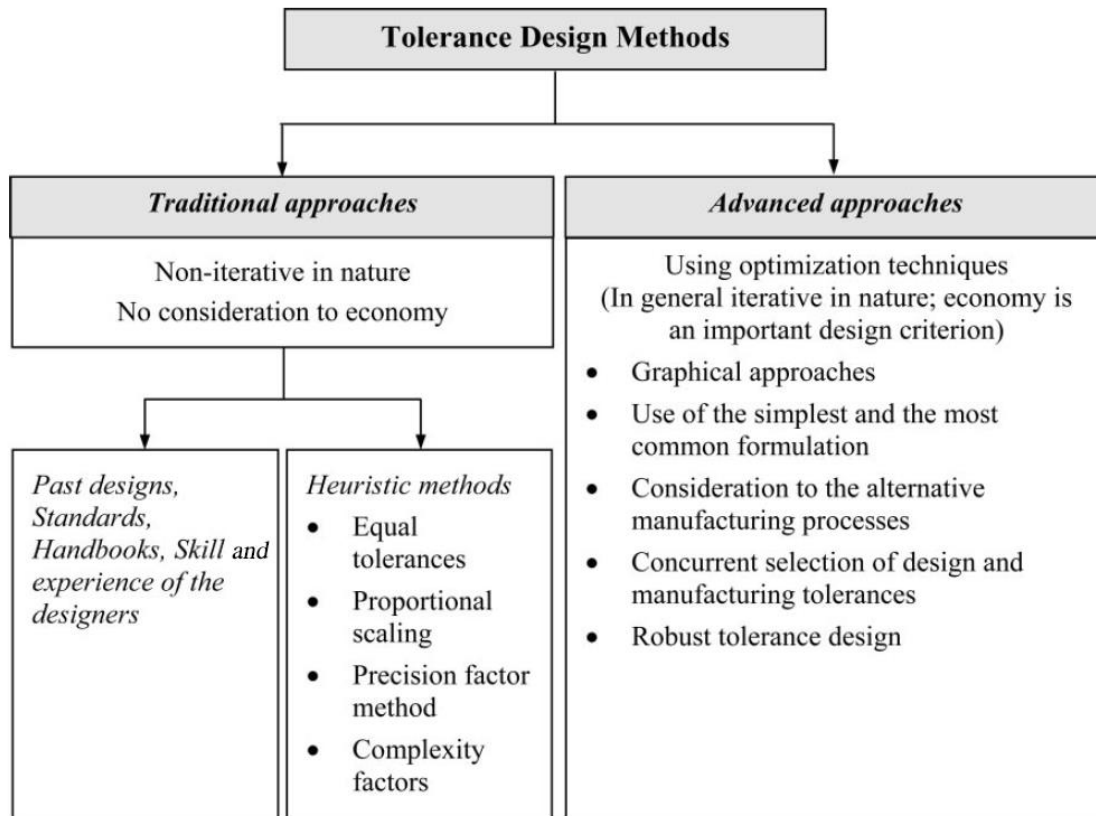 Tolerance Design Methods
Traditional approaches
Non-iterative in nature
No consideration to economy
Past designs,
Standards,
Handbooks, Skill and
experience of the
designers
Heuristic methods
• Equal
tolerances
• Proportional
scaling
• Precision factor
method
• Complexity
factors
Advanced approaches
Using optimization techniques
(In general iterative in nature; economy is
an important design criterion)
• Graphical approaches
• Use of the simplest and the most
common formulation
• Consideration to the alternative
manufacturing processes
• Concurrent selection of design and
manufacturing tolerances
• Robust tolerance design